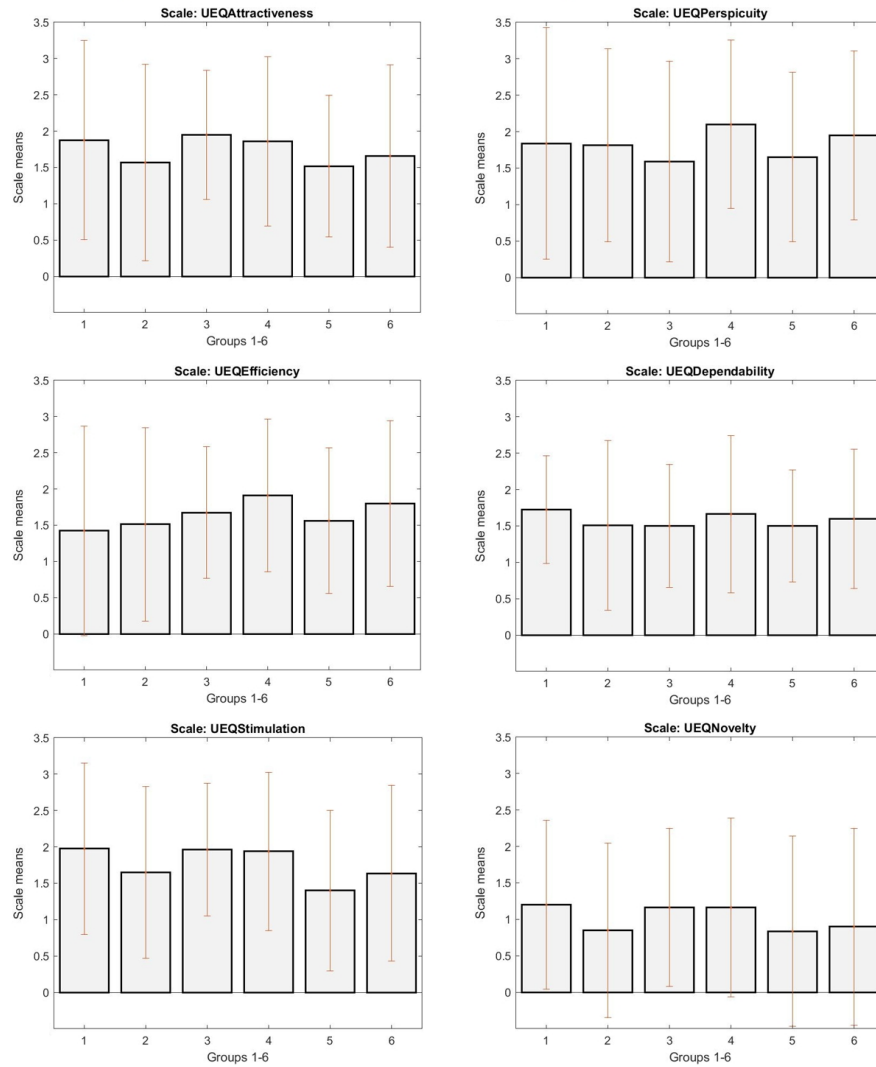 Scale: UEQAttractiveness
3.5
3
2.5
2
1.5
1
0.5
0
Scale means
1 2 3 4 5 6
Groups 1-6
Scale: UEQPerspicuity
3.5
3
2.5
2
1.5
1
0.5
0
Scale means
1 2 3 4 5 6
Groups 1-6
Scale: UEQEfficiency
3.5
3
2.5
2
1.5
1
0.5
0
Scale means
1 2 3 4 5 6
Groups 1-6
Scale: UEQDependability
3.5
3
2.5
2
1.5
1
0.5
0
Scale means
1 2 3 4 5 6
Groups 1-6
Scale: UEQStimulation
3.5
3
2.5
2
1.5
1
0.5
0
Scale means
1 2 3 4 5 6
Groups 1-6
Scale: UEQNovelty
3.5
3
2.5
2
1.5
1
0.5
0
Scale means
1 2 3 4 5 6
Groups 1-6